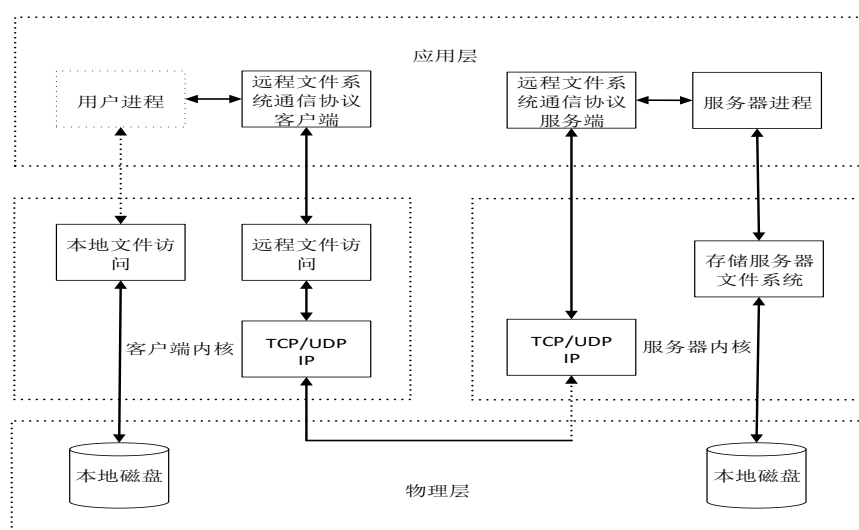 应用层
用户进程
远程文件系
统通信协议
客户端
远程文件系
统通信协议
服务端
服务器进程
本地文件访
问
远程文件访
问
存储服务器
文件系统
客户端内核
TCP/UDP
IP
TCP/UDP
IP
服务器内核
本地磁盘
物理层
本地磁盘